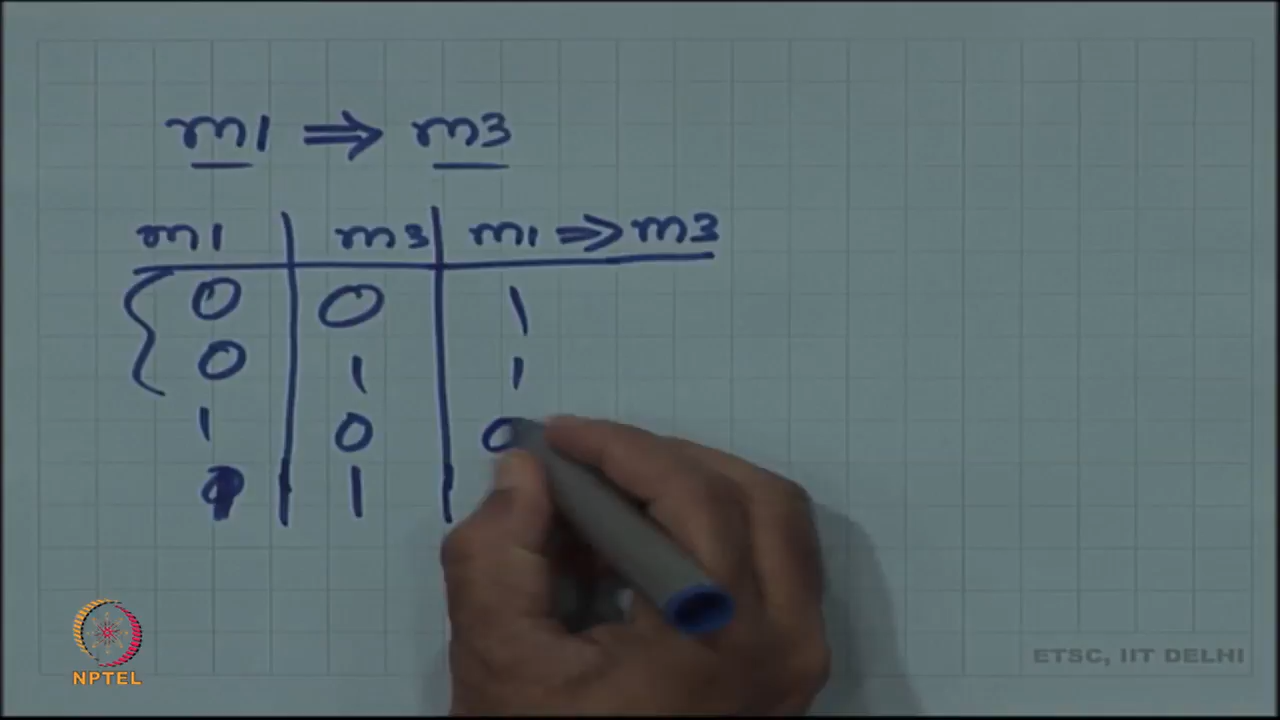 m1 ⇒ m3
m1 | m3 | m1 ⇒ m3
0 | 0 | 1
0 | 1 | 1
1 | 0 | 0
1 | 1 |
NPTEL
ETSC, IIT DELHI